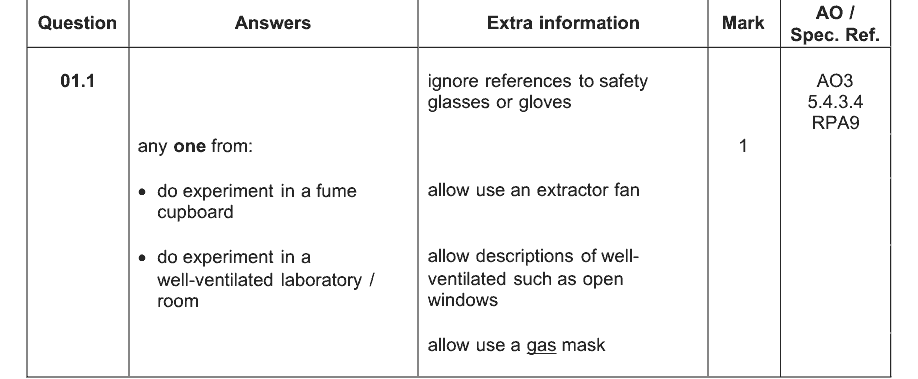 Question Answers Extra information Mark AO /
Spec. Ref.
01.1 ignore references to safety AO3
glasses or gloves 5.4.3.4
RPA9
any one from: 1
• do experiment in a fume allow use an extractor fan
cupboard
• do experiment in a allow descriptions of well-
well-ventilated laboratory / ventilated such as open
room windows
allow use a gas mask